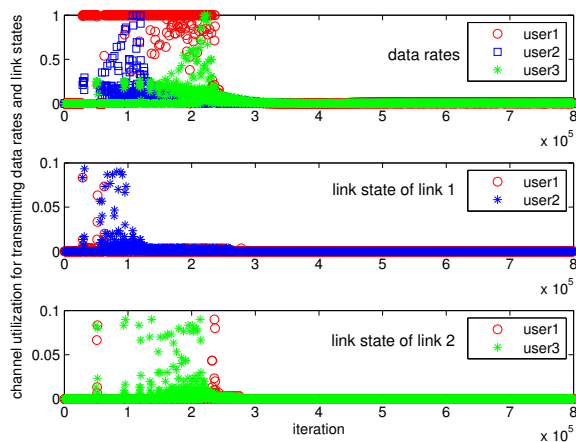 channel utilization for transmitting data rates and link states
1
0.5
0
data rates
user1
user2
user3
0 1 2 3 4 5 6 7 8
x 10^5
0.1
0.05
0
link state of link 1
user1
user2
0 1 2 3 4 5 6 7 8
x 10^5
0.1
0.05
0
link state of link 2
user1
user3
0 1 2 3 4 5 6 7 8
iteration
x 10^5